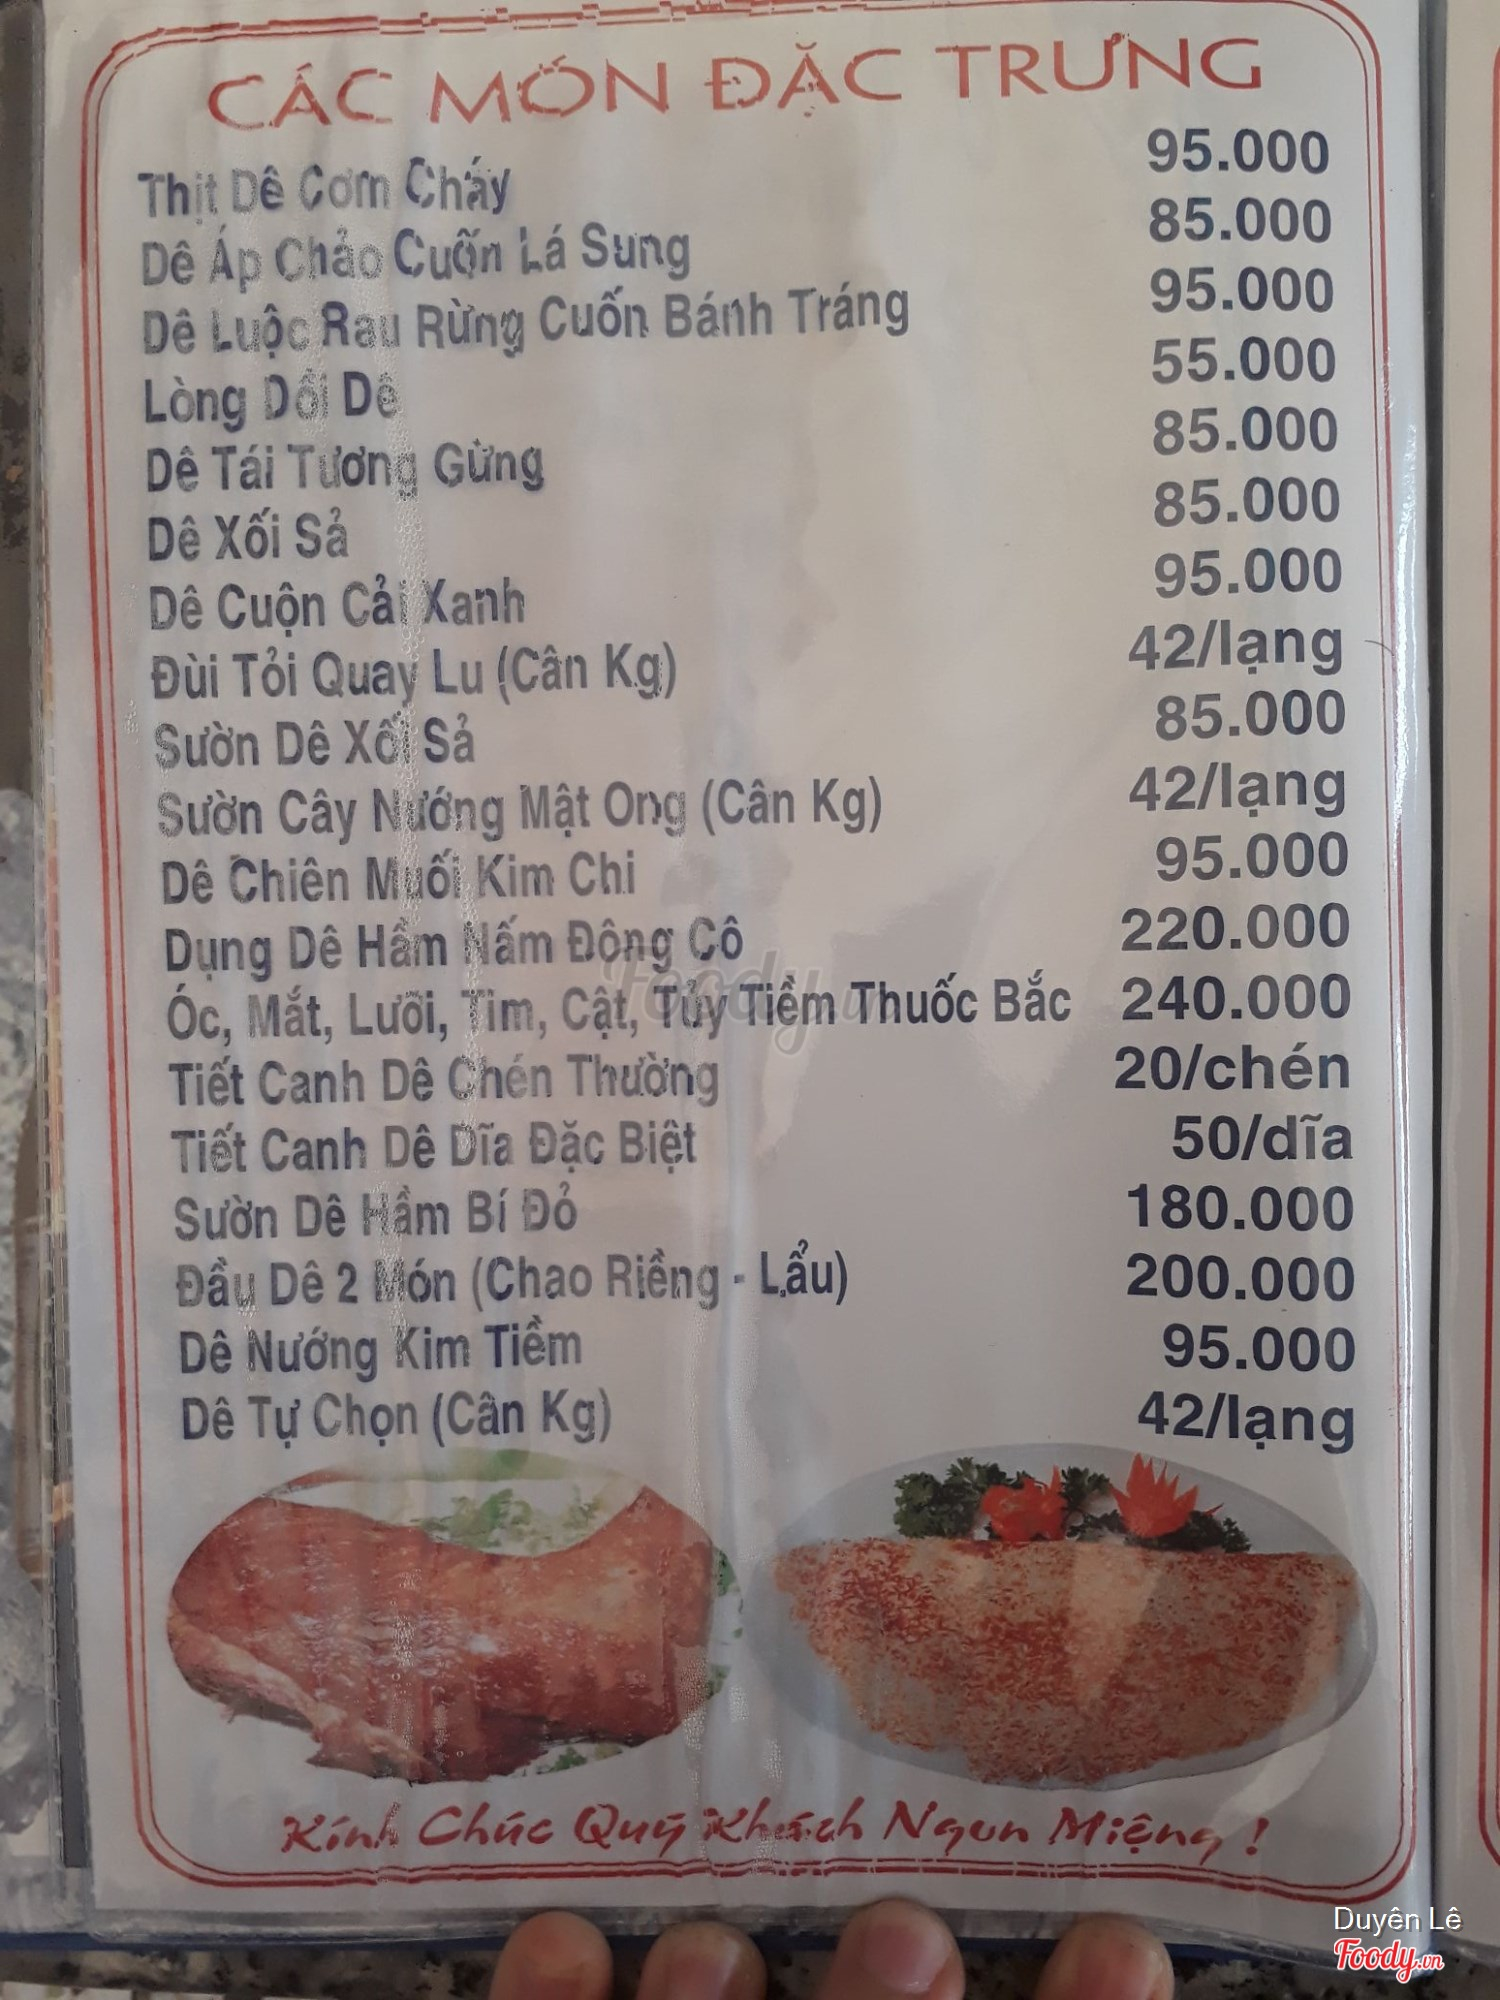 CÁC MÓN ĐẶC TRƯNG
Thịt Dê Cơm Cháy 95.000
Dê Áp Chảo Cuốn Lá Sung 85.000
Dê Luộc Rau Rừng Cuốn Bánh Tráng 95.000
Lòng Dồi Dê 55.000
Dê Tái Tương Gừng 85.000
Dê Xối Sả 85.000
Dê Cuộn Cải Xanh 95.000
Đùi Tỏi Quay Lu (Cân Kg) 42/lạng
Sườn Dê Xối Sả 85.000
Sườn Cây Nướng Mật Ong (Cân Kg) 42/lạng
Dê Chiên Muối Kim Chi 95.000
Dụng Dê Hầm Nấm Đông Cô 220.000
Óc, Mắt, Lưỡi, Tim, Cật, Tủy Tiềm Thuốc Bắc 240.000
Tiết Canh Dê Chén Thường 20/chén
Tiết Canh Dê Dĩa Đặc Biệt 50/dĩa
Sườn Dê Hầm Bí Đỏ 180.000
Đầu Dê 2 Món (Chao Riềng - Lẩu) 200.000
Dê Nướng Kim Tiềm 95.000
Dê Tự Chọn (Cân Kg) 42/lạng
Kính Chúc Quý Khách Ngon Miệng !
Foody.vn
Duyên Lê
Foody.vn